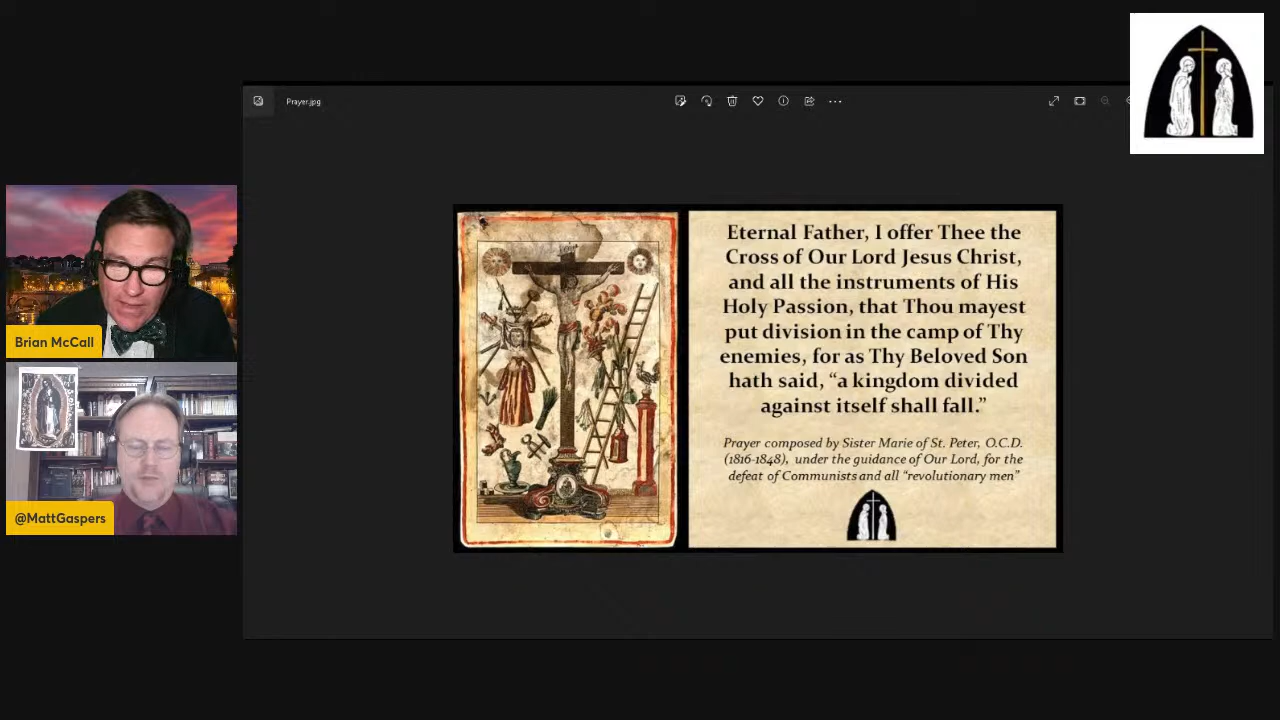 Prayer.jpg
Brian McCall
@MattGaspers
Eternal Father, I offer Thee the
Cross of Our Lord Jesus Christ,
and all the instruments of His
Holy Passion, that Thou mayest
put division in the camp of Thy
enemies, for as Thy Beloved Son
hath said, “a kingdom divided
against itself shall fall.”
Prayer composed by Sister Marie of St. Peter, O.C.D.
(1816-1848), under the guidance of Our Lord, for the
defeat of Communists and all “revolutionary men”